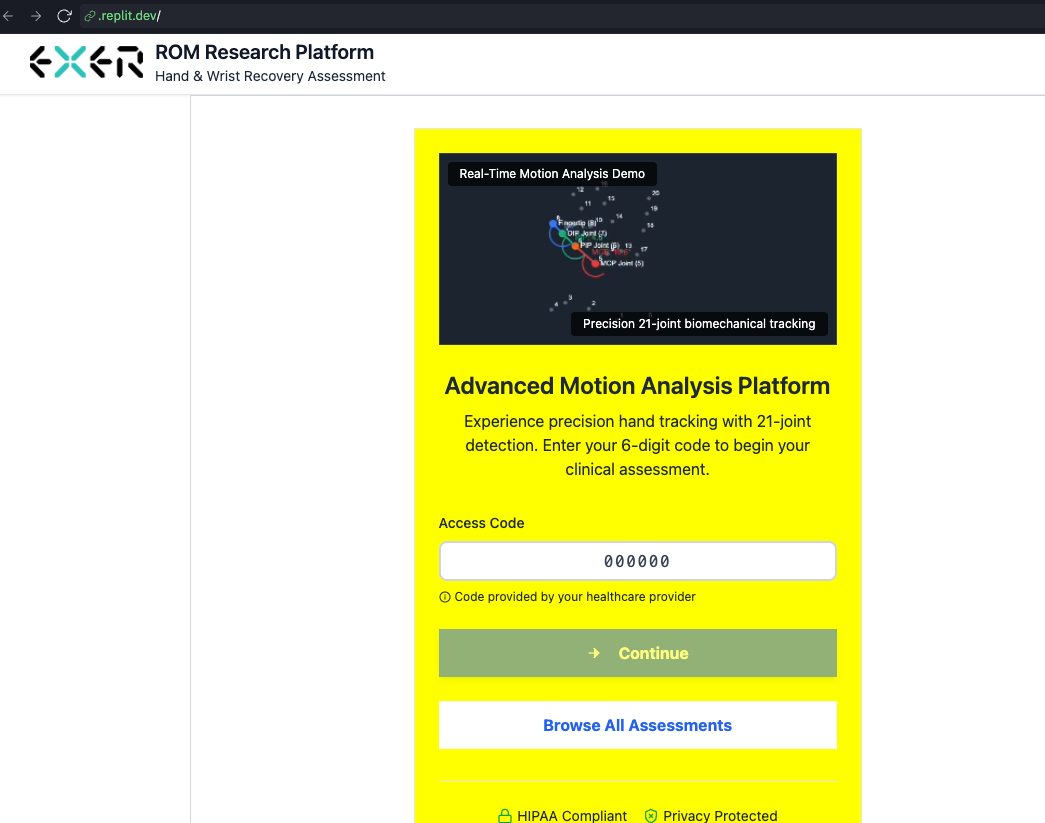 .replit.dev/
EXER
ROM Research Platform
Hand & Wrist Recovery Assessment
Real-Time Motion Analysis Demo
12
20
11
15
19
14
18
Fingertip (8)
DIP Joint (7)
PIP Joint (6)
13
17
5
MCP Joint (5)
4
3
2
Precision 21-joint biomechanical tracking
Advanced Motion Analysis Platform
Experience precision hand tracking with 21-joint
detection. Enter your 6-digit code to begin your
clinical assessment.
Access Code
000000
Code provided by your healthcare provider
Continue
Browse All Assessments
HIPAA Compliant
Privacy Protected